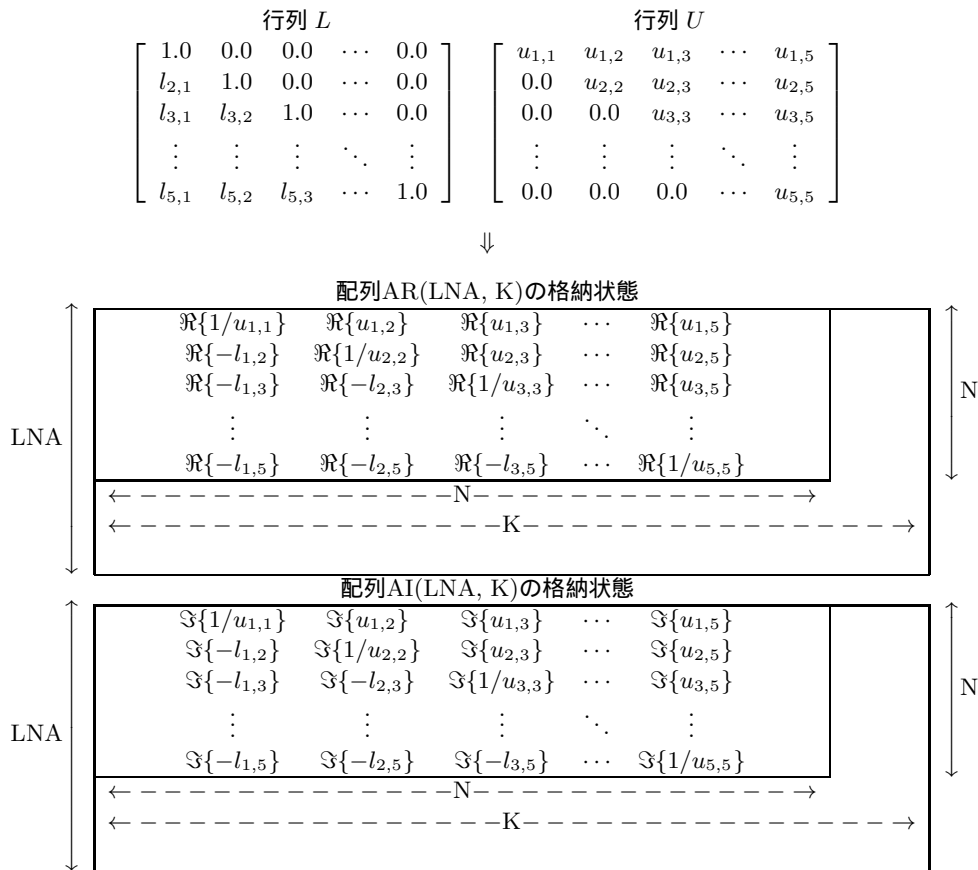 行列 L 行列 U
1.0 0.0 0.0 ⋯ 0.0 u_{1,1} u_{1,2} u_{1,3} ⋯ u_{1,5}
l_{2,1} 1.0 0.0 ⋯ 0.0 0.0 u_{2,2} u_{2,3} ⋯ u_{2,5}
l_{3,1} l_{3,2} 1.0 ⋯ 0.0 0.0 0.0 u_{3,3} ⋯ u_{3,5}
⋮ ⋮ ⋮ ⋱ ⋮ ⋮ ⋮ ⋮ ⋱ ⋮
l_{5,1} l_{5,2} l_{5,3} ⋯ 1.0 0.0 0.0 0.0 ⋯ u_{5,5}
⇓
配列AR(LNA, K)の格納状態
ℜ{1/u_{1,1}} ℜ{u_{1,2}} ℜ{u_{1,3}} ⋯ ℜ{u_{1,5}}
ℜ{−l_{1,2}} ℜ{1/u_{2,2}} ℜ{u_{2,3}} ⋯ ℜ{u_{2,5}}
ℜ{−l_{1,3}} ℜ{−l_{2,3}} ℜ{1/u_{3,3}} ⋯ ℜ{u_{3,5}}
N
LNA
⋮ ⋮ ⋮ ⋱ ⋮
ℜ{−l_{1,5}} ℜ{−l_{2,5}} ℜ{−l_{3,5}} ⋯ ℜ{1/u_{5,5}}
N
K
配列AI(LNA, K)の格納状態
ℑ{1/u_{1,1}} ℑ{u_{1,2}} ℑ{u_{1,3}} ⋯ ℑ{u_{1,5}}
ℑ{−l_{1,2}} ℑ{1/u_{2,2}} ℑ{u_{2,3}} ⋯ ℑ{u_{2,5}}
ℑ{−l_{1,3}} ℑ{−l_{2,3}} ℑ{1/u_{3,3}} ⋯ ℑ{u_{3,5}}
N
LNA
⋮ ⋮ ⋮ ⋱ ⋮
ℑ{−l_{1,5}} ℑ{−l_{2,5}} ℑ{−l_{3,5}} ⋯ ℑ{1/u_{5,5}}
N
K